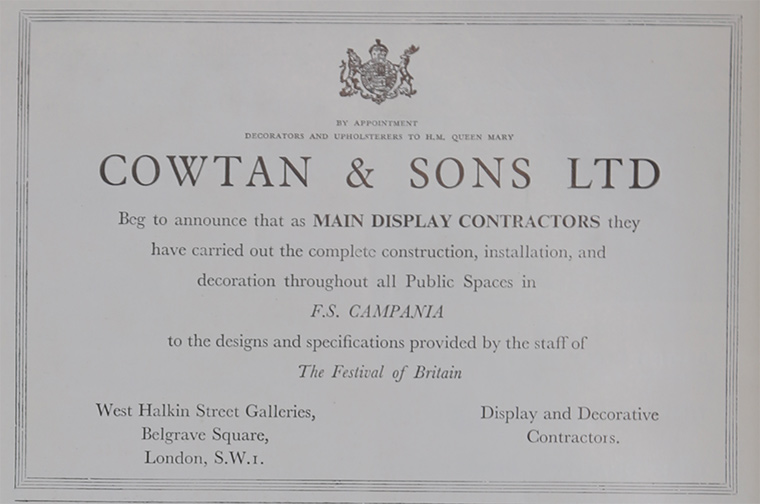 BY APPOINTMENT
DECORATORS AND UPHOLSTERERS TO H.M. QUEEN MARY
COWTAN & SONS LTD
Beg to announce that as MAIN DISPLAY CONTRACTORS they
have carried out the complete construction, installation, and
decoration throughout all Public Spaces in
F.S. CAMPANIA
to the designs and specifications provided by the staff of
The Festival of Britain
West Halkin Street Galleries,
Belgrave Square,
London, S.W.1.
Display and Decorative
Contractors.